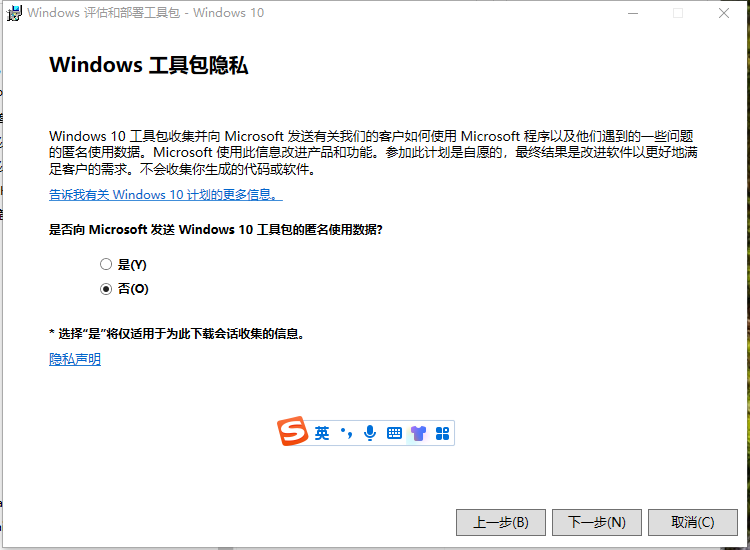 Windows 评估和部署工具包 - Windows 10
Windows 工具包隐私
Windows 10 工具包收集并向 Microsoft 发送有关我们的客户如何使用 Microsoft 程序以及他们遇到的一些问题
的匿名使用数据。Microsoft 使用此信息改进产品和功能。参加此计划是自愿的，最终结果是改进软件以更好地满
足客户的需求。不会收集你生成的代码或软件。
告诉我有关 Windows 10 计划的更多信息。
是否向 Microsoft 发送 Windows 10 工具包的匿名使用数据?
是(Y)
否(O)
* 选择“是”将仅适用于为此下载会话收集的信息。
隐私声明
英
上一步(B) 下一步(N) 取消(C)